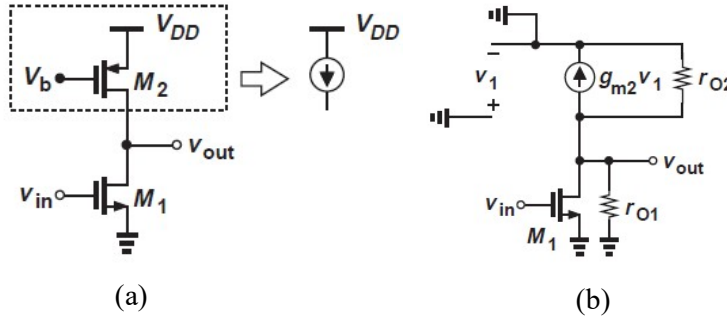 V_DD
V_DD
V_b
M_2
v_out
v_in
M_1
(a)
−
v_1
+
g_m2 v_1
r_O2
v_out
v_in
r_O1
M_1
(b)